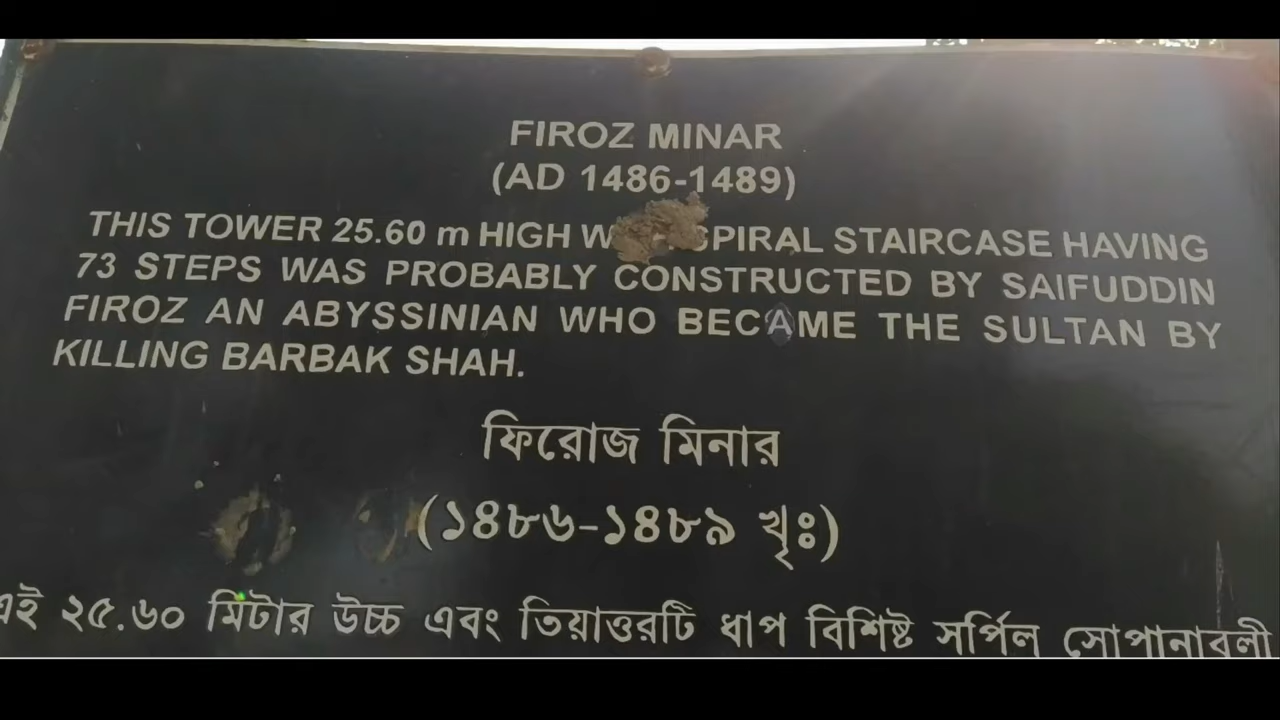 FIROZ MINAR
(AD 1486-1489)
THIS TOWER 25.60 m HIGH SPIRAL STAIRCASE HAVING
73 STEPS WAS PROBABLY CONSTRUCTED BY SAIFUDDIN
FIROZ AN ABYSSINIAN WHO BECAME THE SULTAN BY
KILLING BARBAK SHAH.
ফিরোজ মিনার
(১৪৮৬-১৪৮৯ খৃঃ)
এই ২৫.৬০ মিটার উচ্চ এবং তিয়াত্তরটি ধাপ বিশিষ্ট সর্পিল সোপানাবলী